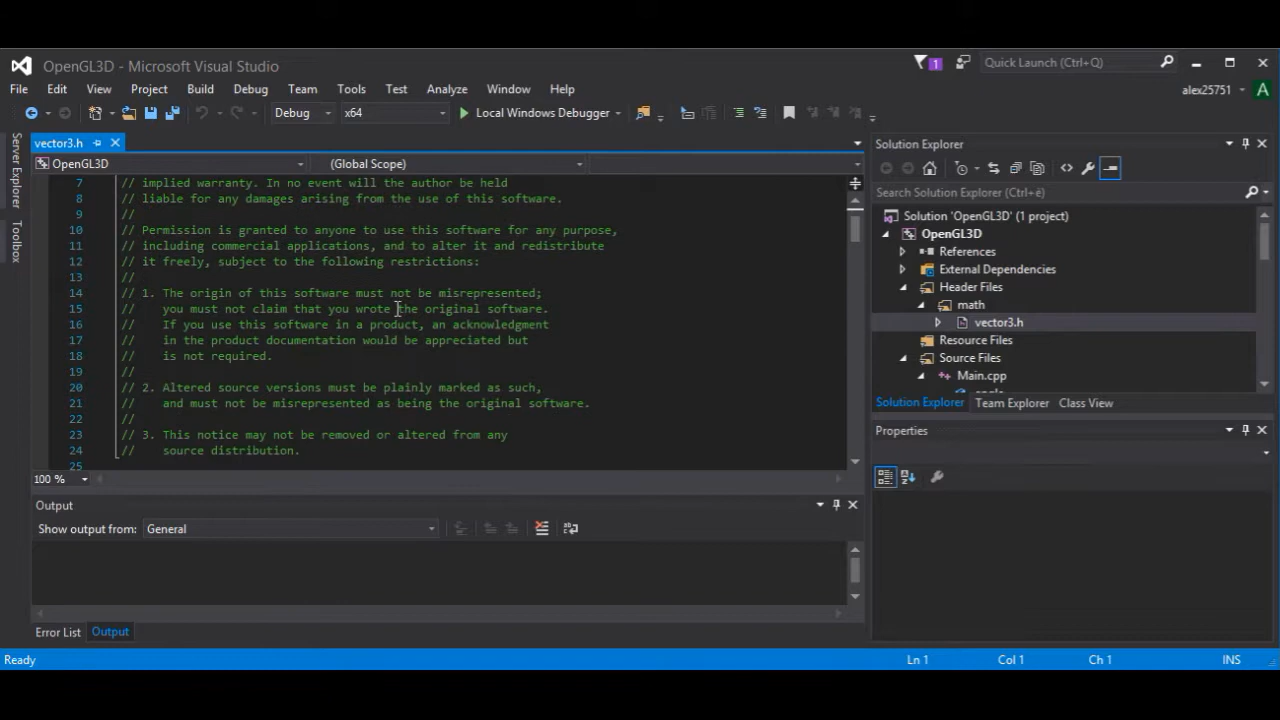 OpenGL3D - Microsoft Visual Studio
1
Quick Launch (Ctrl+Q)
File Edit View Project Build Debug Team Tools Test Analyze Window Help
alex25751 A
Debug x64 Local Windows Debugger
vector3.h
OpenGL3D (Global Scope)
Server Explorer
Toolbox
7 // implied warranty. In no event will the author be held
8 // liable for any damages arising from the use of this software.
9 //
10 // Permission is granted to anyone to use this software for any purpose,
11 // including commercial applications, and to alter it and redistribute
12 // it freely, subject to the following restrictions:
13 //
14 // 1. The origin of this software must not be misrepresented;
15 // you must not claim that you wrote the original software.
16 // If you use this software in a product, an acknowledgment
17 // in the product documentation would be appreciated but
18 // is not required.
19 //
20 // 2. Altered source versions must be plainly marked as such,
21 // and must not be misrepresented as being the original software.
22 //
23 // 3. This notice may not be removed or altered from any
24 // source distribution.
25
100 %
Output
Show output from: General
Error List Output
Solution Explorer
Search Solution Explorer (Ctrl+è)
Solution 'OpenGL3D' (1 project)
OpenGL3D
References
External Dependencies
Header Files
math
vector3.h
Resource Files
Source Files
Main.cpp
Solution Explorer Team Explorer Class View
Properties
Ready Ln 1 Col 1 Ch 1 INS